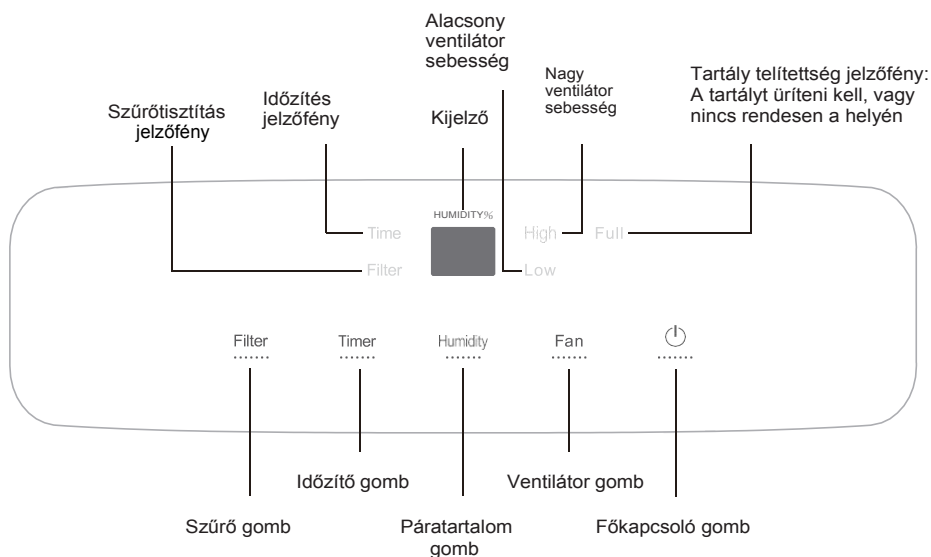 Alacsony
ventilátor
sebesség
Nagy
ventilátor
sebesség
Tartály telítettség jelzőfény:
A tartályt üríteni kell, vagy
nincs rendesen a helyén
Időzítés
jelzőfény
Szűrőtisztítás
jelzőfény
Kijelző
HUMIDITY%
Time
High
Full
Filter
Low
Filter
Timer
Humidity
Fan
Időzítő gomb
Ventilátor gomb
Szűrő gomb
Páratartalom
gomb
Főkapcsoló gomb